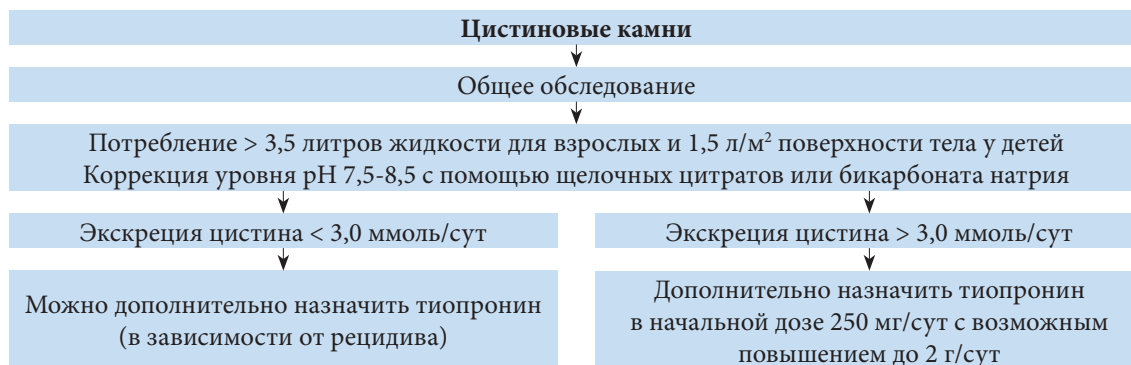 Цистиновые камни
Общее обследование
Потребление > 3,5 литров жидкости для взрослых и 1,5 л/м² поверхности тела у детей
Коррекция уровня pH 7,5-8,5 с помощью щелочных цитратов или бикарбоната натрия
Экскреция цистина < 3,0 ммоль/сут
Экскреция цистина > 3,0 ммоль/сут
Можно дополнительно назначить тиопронин
(в зависимости от рецидива)
Дополнительно назначить тиопронин
в начальной дозе 250 мг/сут с возможным
повышением до 2 г/сут